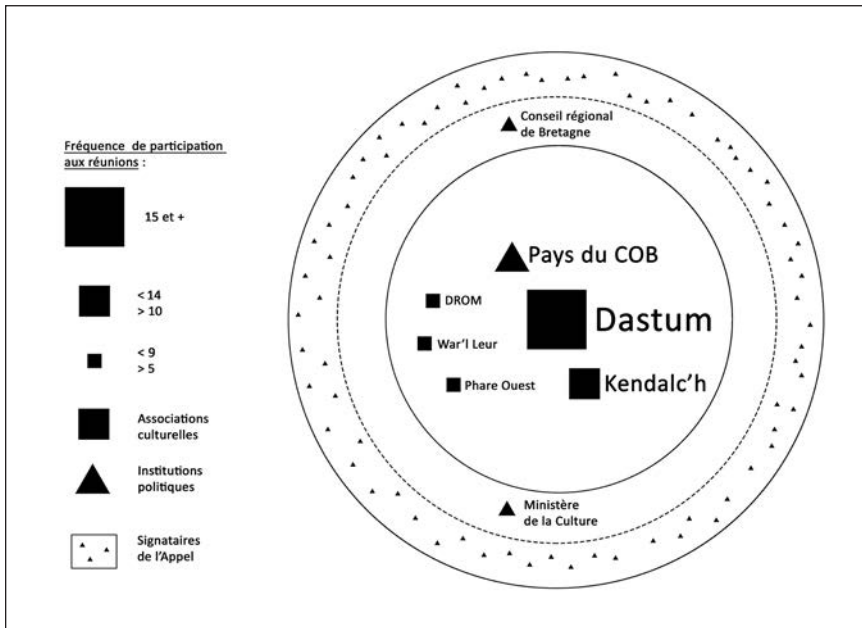 Fréquence de participation
aux réunions :
15 et +
< 14
> 10
< 9
> 5
Associations
culturelles
Institutions
politiques
Signataires
de l'Appel
Conseil régional
de Bretagne
Pays du COB
DROM
Dastum
War'l Leur
Phare Ouest
Kendalc'h
Ministère
de la Culture